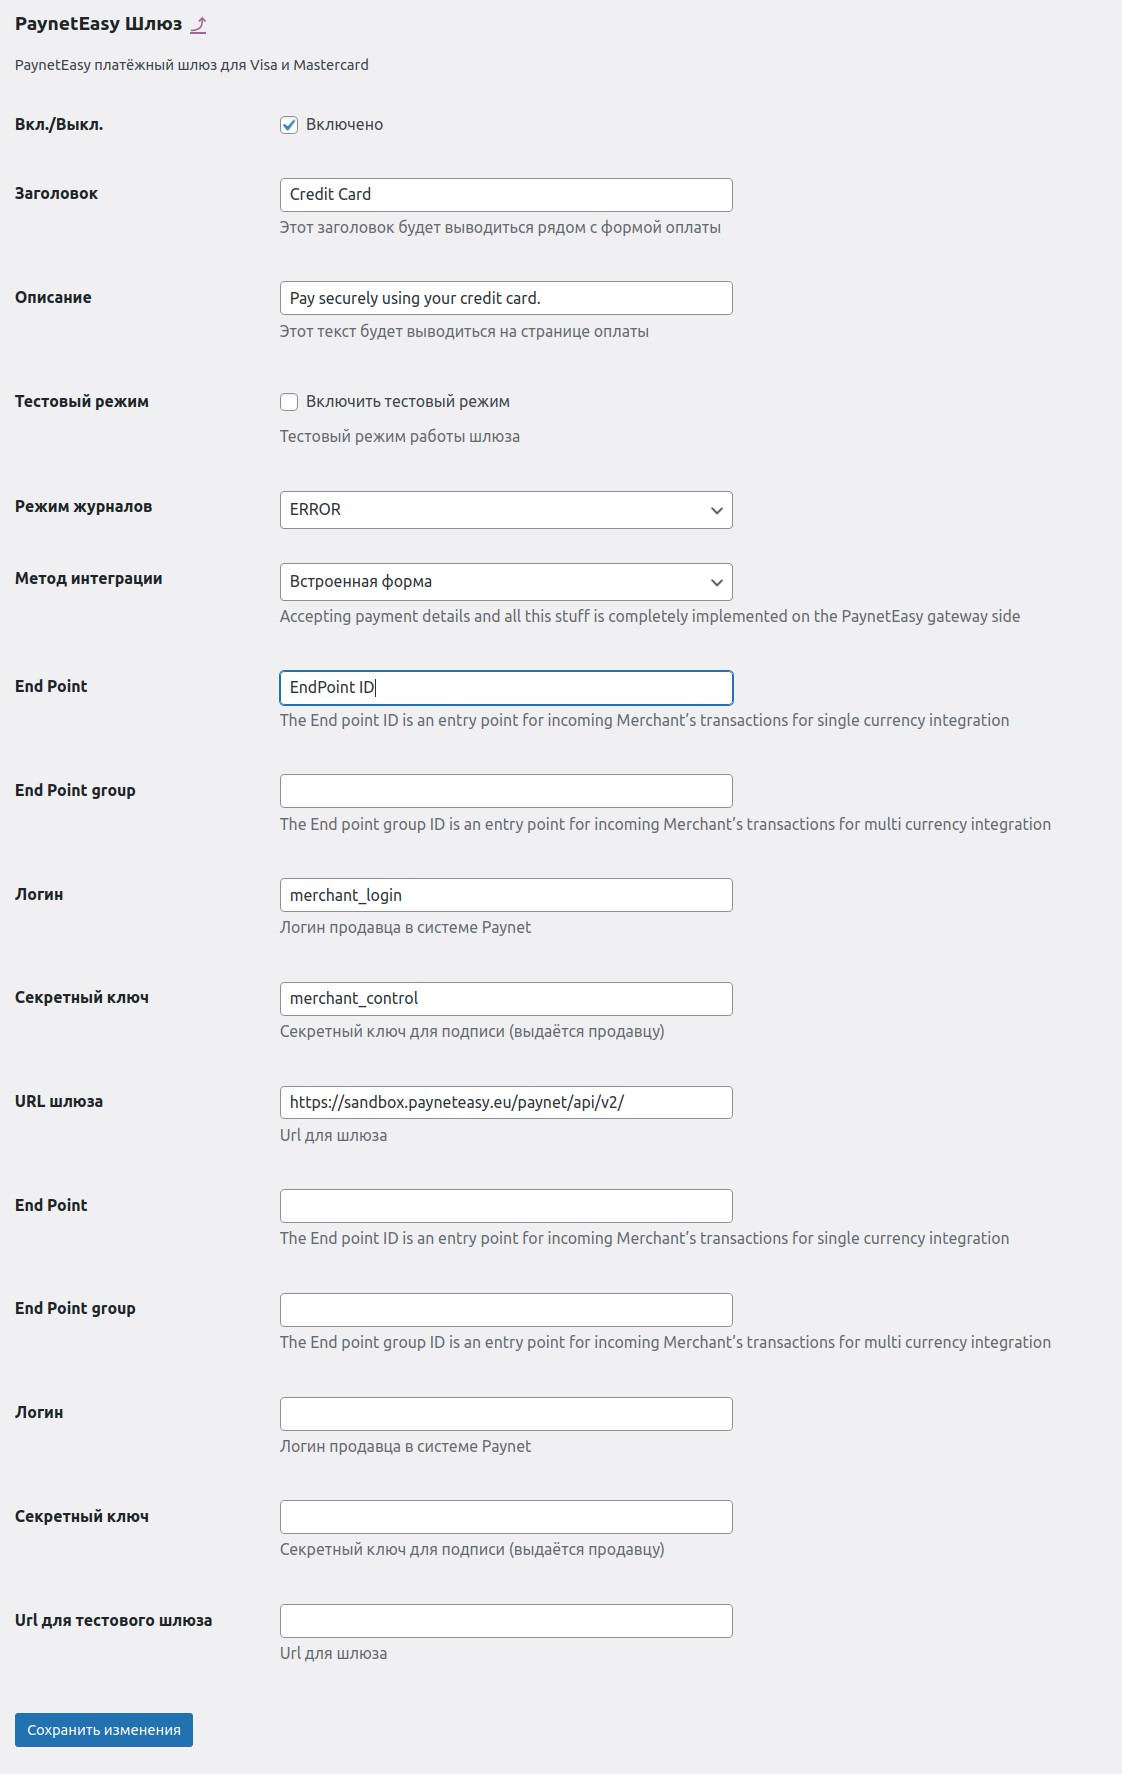 PaynetEasy Шлюз
PaynetEasy платёжный шлюз для Visa и Mastercard
Вкл./Выкл.
Включено
Заголовок
Credit Card
Этот заголовок будет выводиться рядом с формой оплаты
Описание
Pay securely using your credit card.
Этот текст будет выводиться на странице оплаты
Тестовый режим
Включить тестовый режим
Тестовый режим работы шлюза
Режим журналов
ERROR
Метод интеграции
Встроенная форма
Accepting payment details and all this stuff is completely implemented on the PaynetEasy gateway side
End Point
EndPoint ID
The End point ID is an entry point for incoming Merchant’s transactions for single currency integration
End Point group
The End point group ID is an entry point for incoming Merchant’s transactions for multi currency integration
Логин
merchant_login
Логин продавца в системе Paynet
Секретный ключ
merchant_control
Секретный ключ для подписи (выдаётся продавцу)
URL шлюза
https://sandbox.payneteasy.eu/paynet/api/v2/
Url для шлюза
End Point
The End point ID is an entry point for incoming Merchant’s transactions for single currency integration
End Point group
The End point group ID is an entry point for incoming Merchant’s transactions for multi currency integration
Логин
Логин продавца в системе Paynet
Секретный ключ
Секретный ключ для подписи (выдаётся продавцу)
Url для тестового шлюза
Url для шлюза
Сохранить изменения